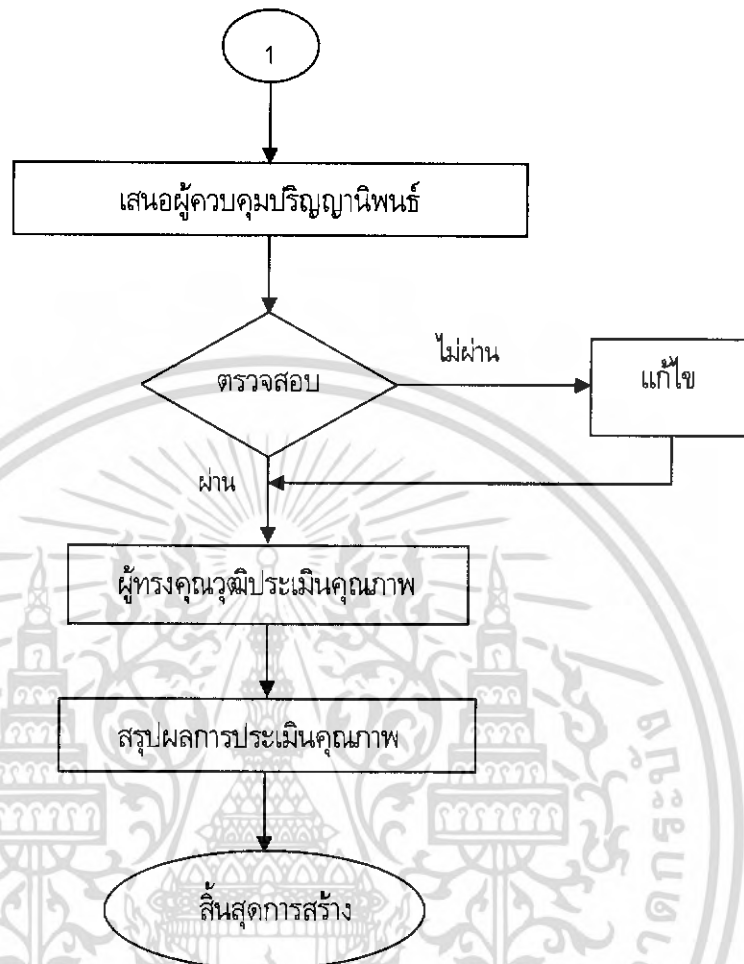 1
เสนอผู้ควบคุมปริญญานิพนธ์
ตรวจสอบ
ไม่ผ่าน
แก้ไข
ผ่าน
ผู้ทรงคุณวุฒิประเมินคุณภาพ
สรุปผลการประเมินคุณภาพ
สิ้นสุดการสร้าง